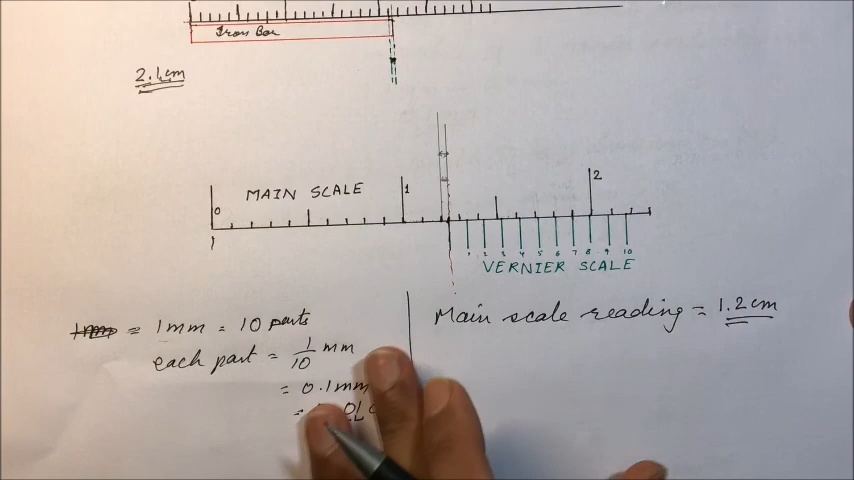 Iron Bar
2.1cm
MAIN SCALE
0 1 2
1 2 3 4 5 6 7 8 9 10
VERNIER SCALE
= 1mm = 10 parts
each part = 1/10 mm
= 0.1mm
=
Main scale reading = 1.2cm